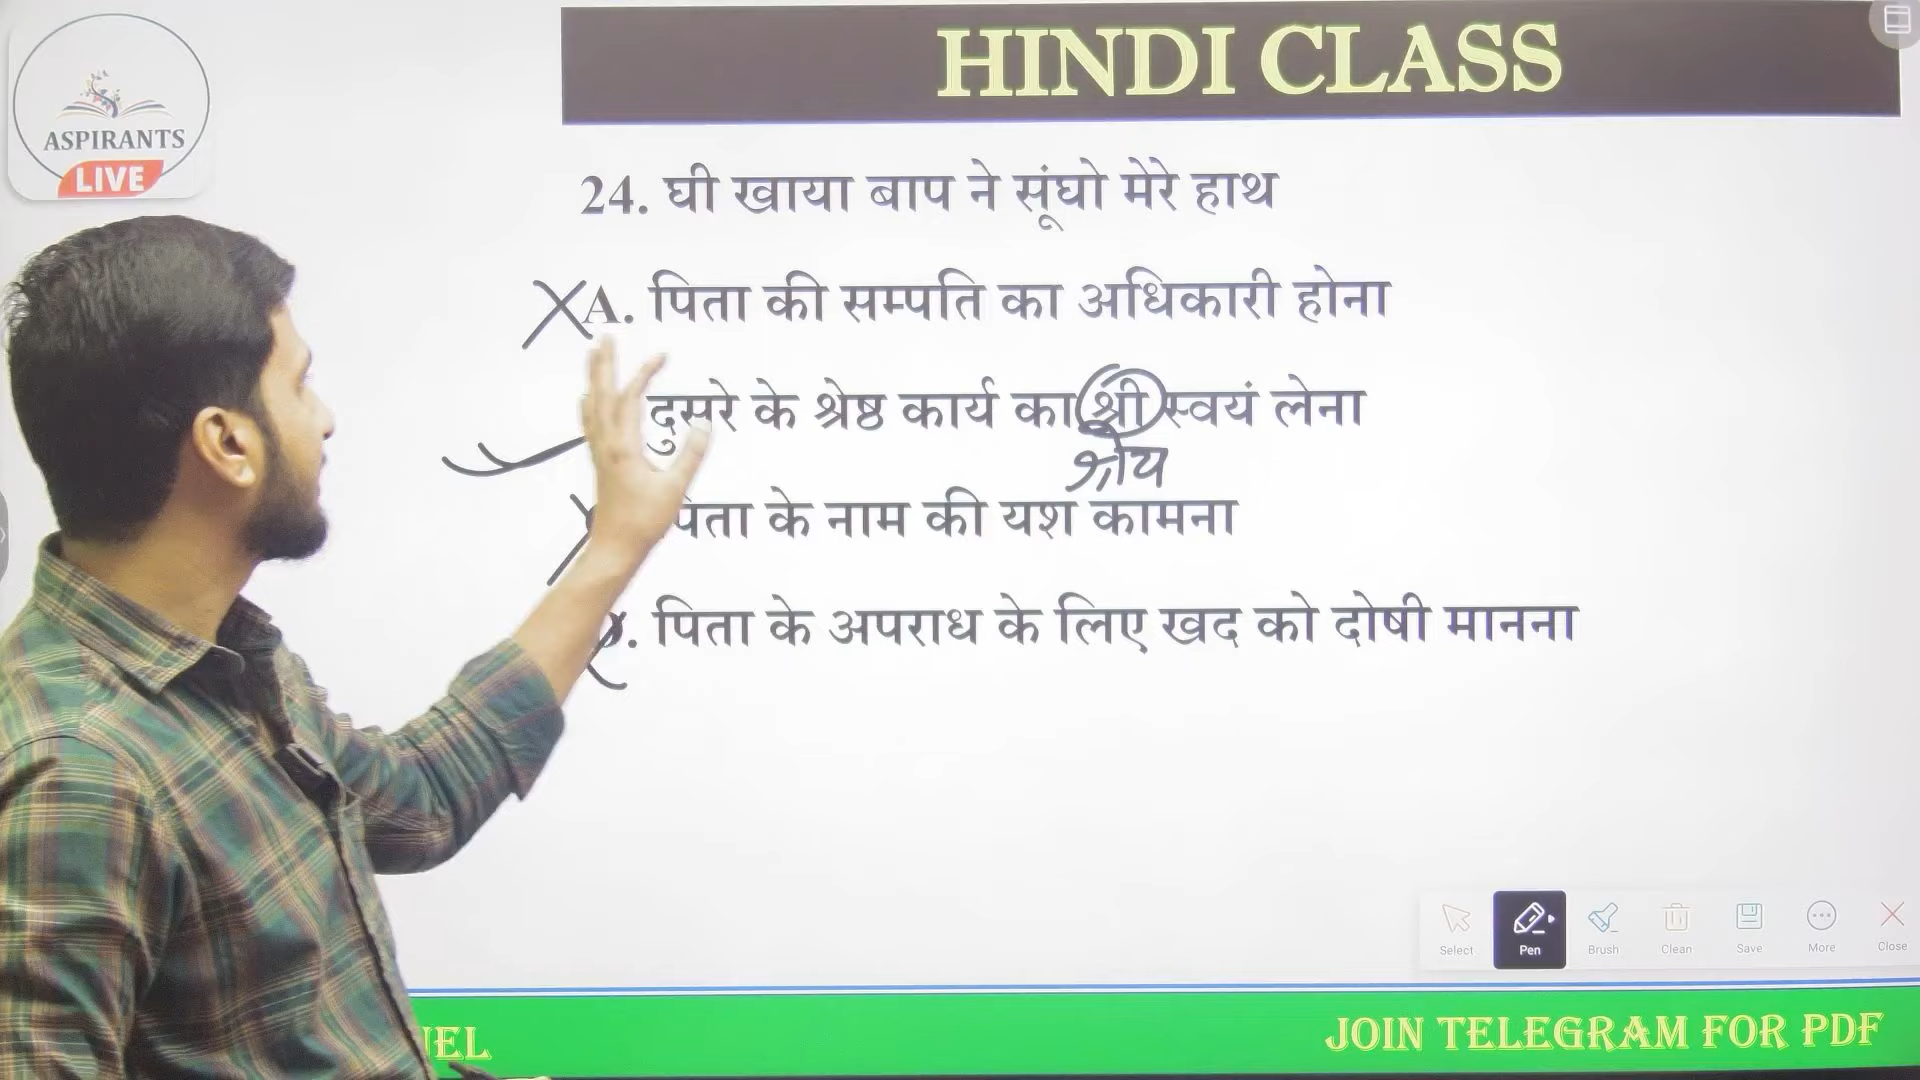 HINDI CLASS
ASPIRANTS
LIVE
24. घी खाया बाप ने सूंघो मेरे हाथ
A. पिता की सम्पति का अधिकारी होना
दुसरे के श्रेष्ठ कार्य का श्री स्वयं लेना
श्रेय
पिता के नाम की यश कामना
पिता के अपराध के लिए खुद को दोषी मानना
Select
Pen
Brush
Clean
Save
More
Close
JOIN TELEGRAM FOR PDF